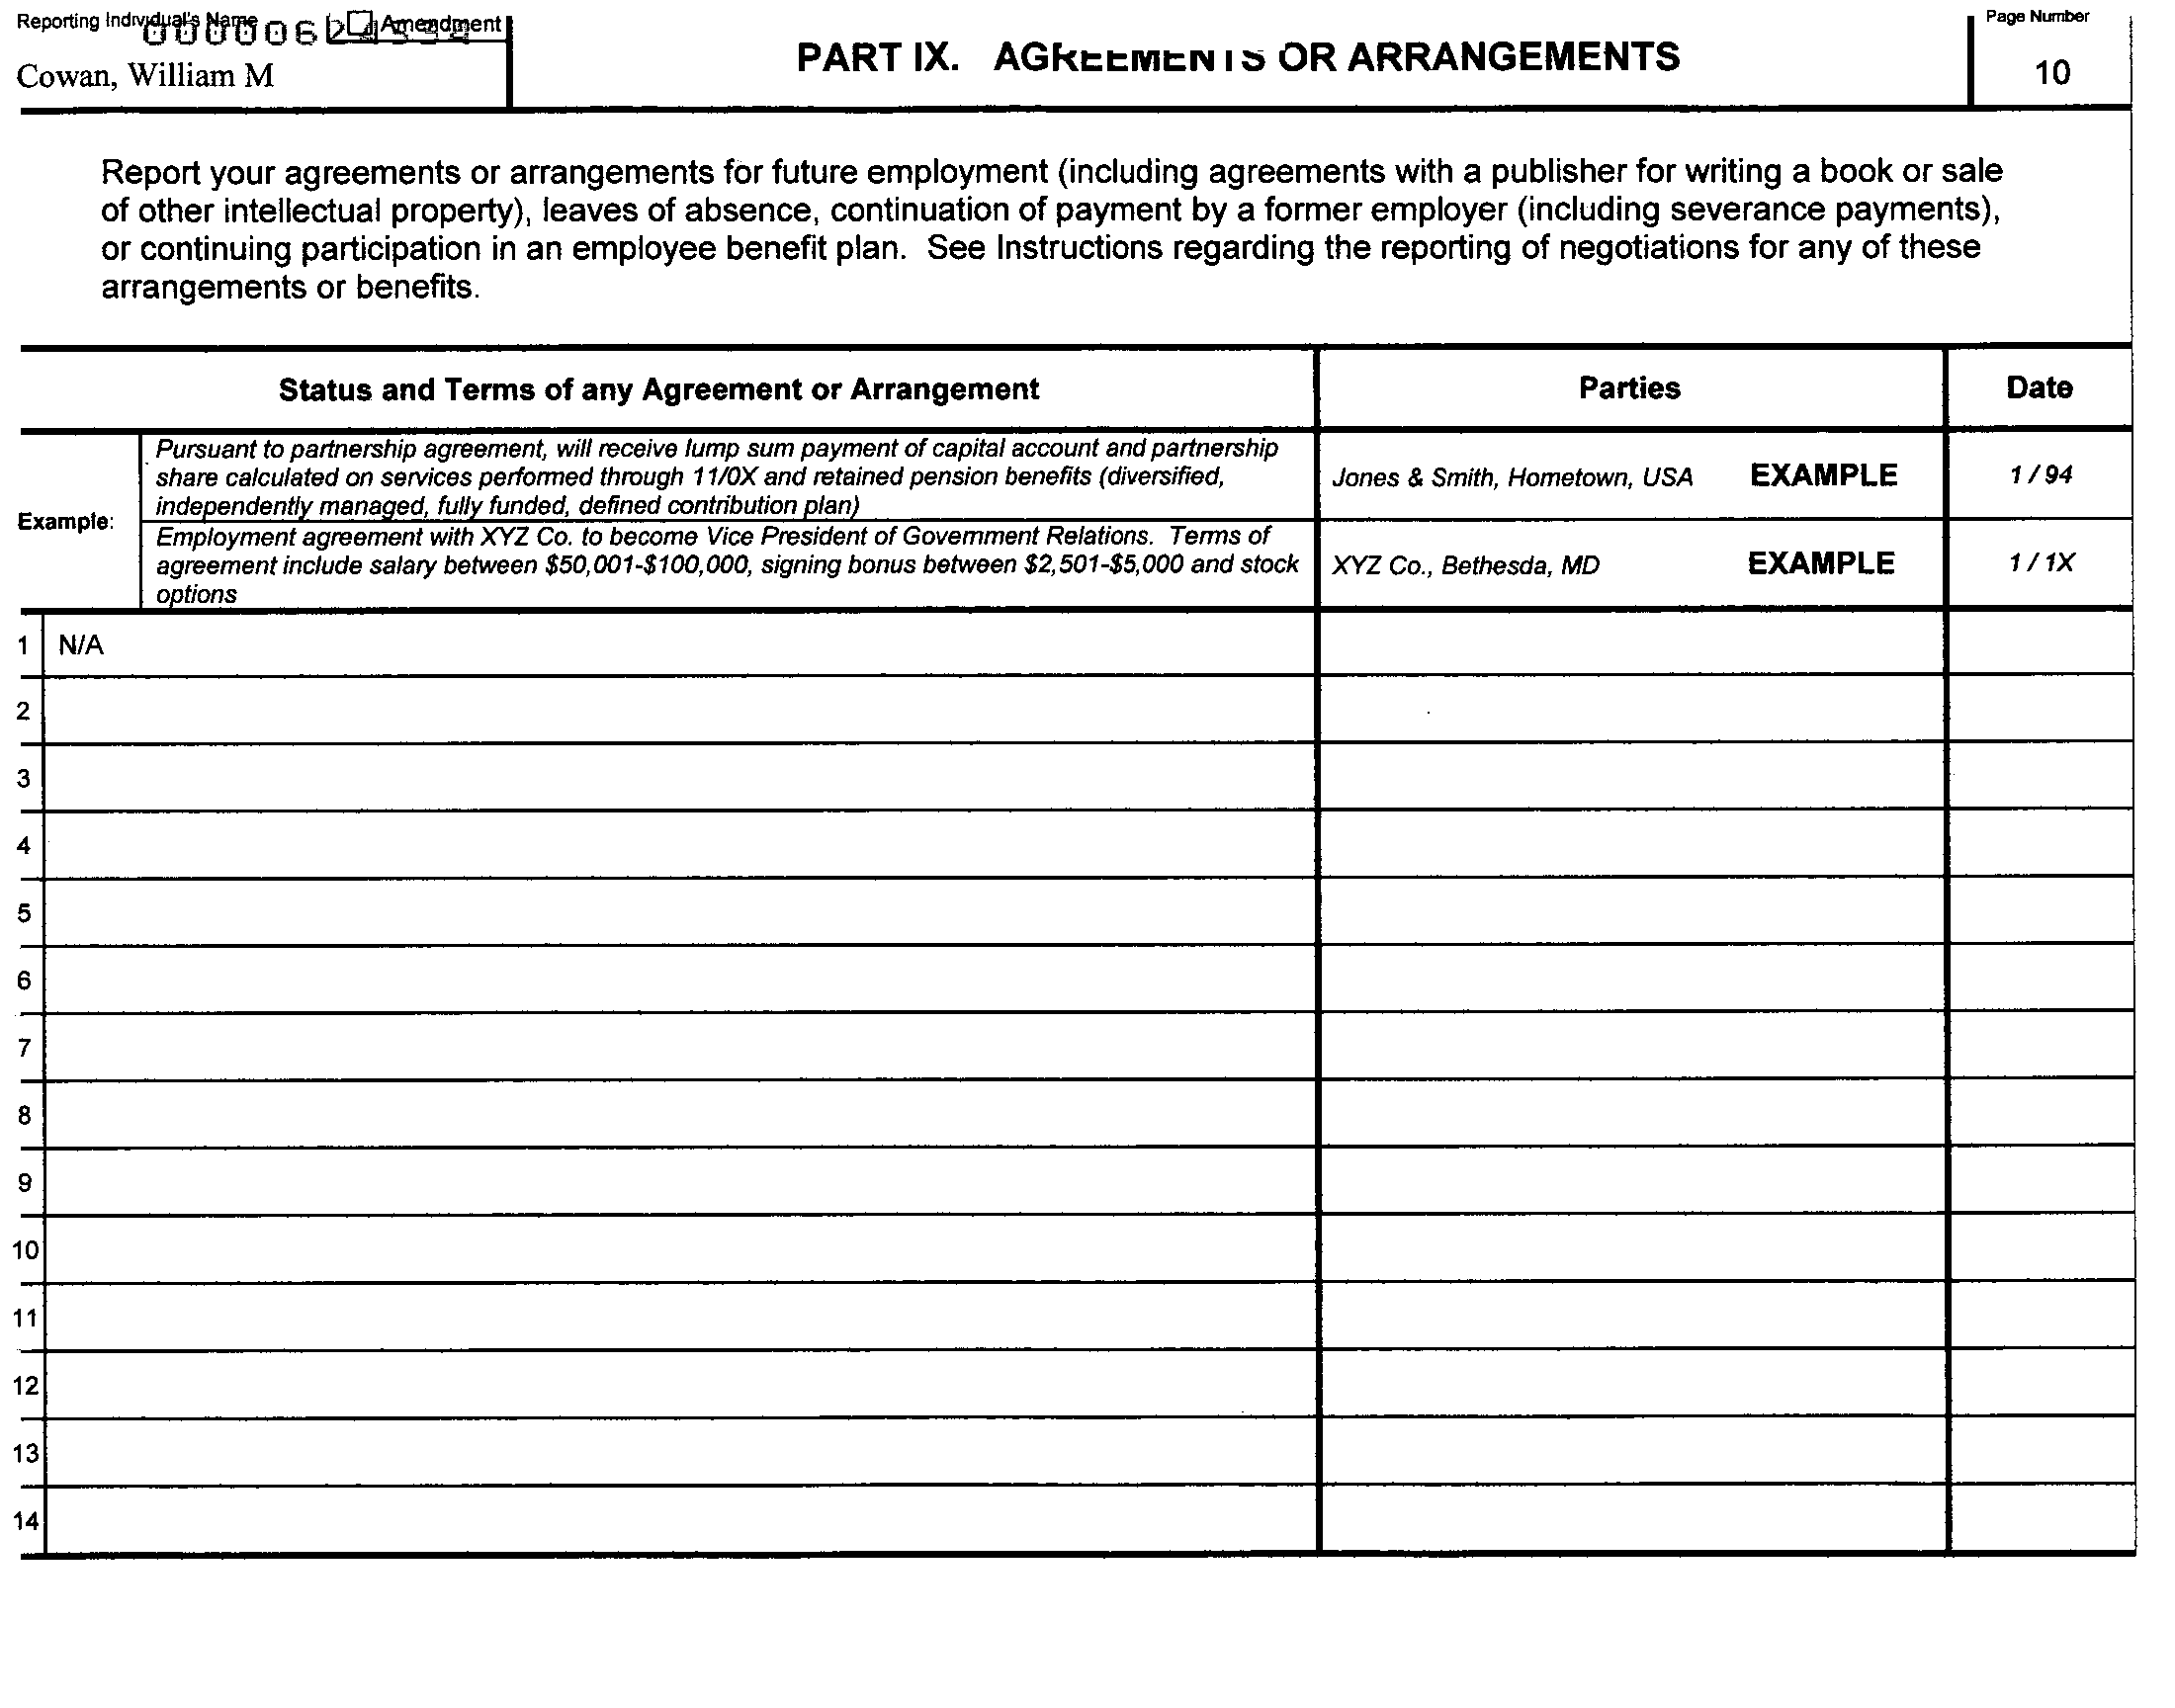 Reporting Individual's Name Amendment
Cowan, William M
PART IX. AGREEMENTS OR ARRANGEMENTS
Page Number
10
Report your agreements or arrangements for future employment (including agreements with a publisher for writing a book or sale
of other intellectual property), leaves of absence, continuation of payment by a former employer (including severance payments),
or continuing participation in an employee benefit plan. See Instructions regarding the reporting of negotiations for any of these
arrangements or benefits.
Status and Terms of any Agreement or Arrangement Parties Date
Example:
Pursuant to partnership agreement, will receive lump sum payment of capital account and partnership
share calculated on services performed through 11/0X and retained pension benefits (diversified,
independently managed, fully funded, defined contribution plan)
Jones & Smith, Hometown, USA EXAMPLE 1 / 94
Employment agreement with XYZ Co. to become Vice President of Government Relations. Terms of
agreement include salary between $50,001-$100,000, signing bonus between $2,501-$5,000 and stock
options
XYZ Co., Bethesda, MD EXAMPLE 1 / 1X
1 N/A
2
3
4
5
6
7
8
9
10
11
12
13
14